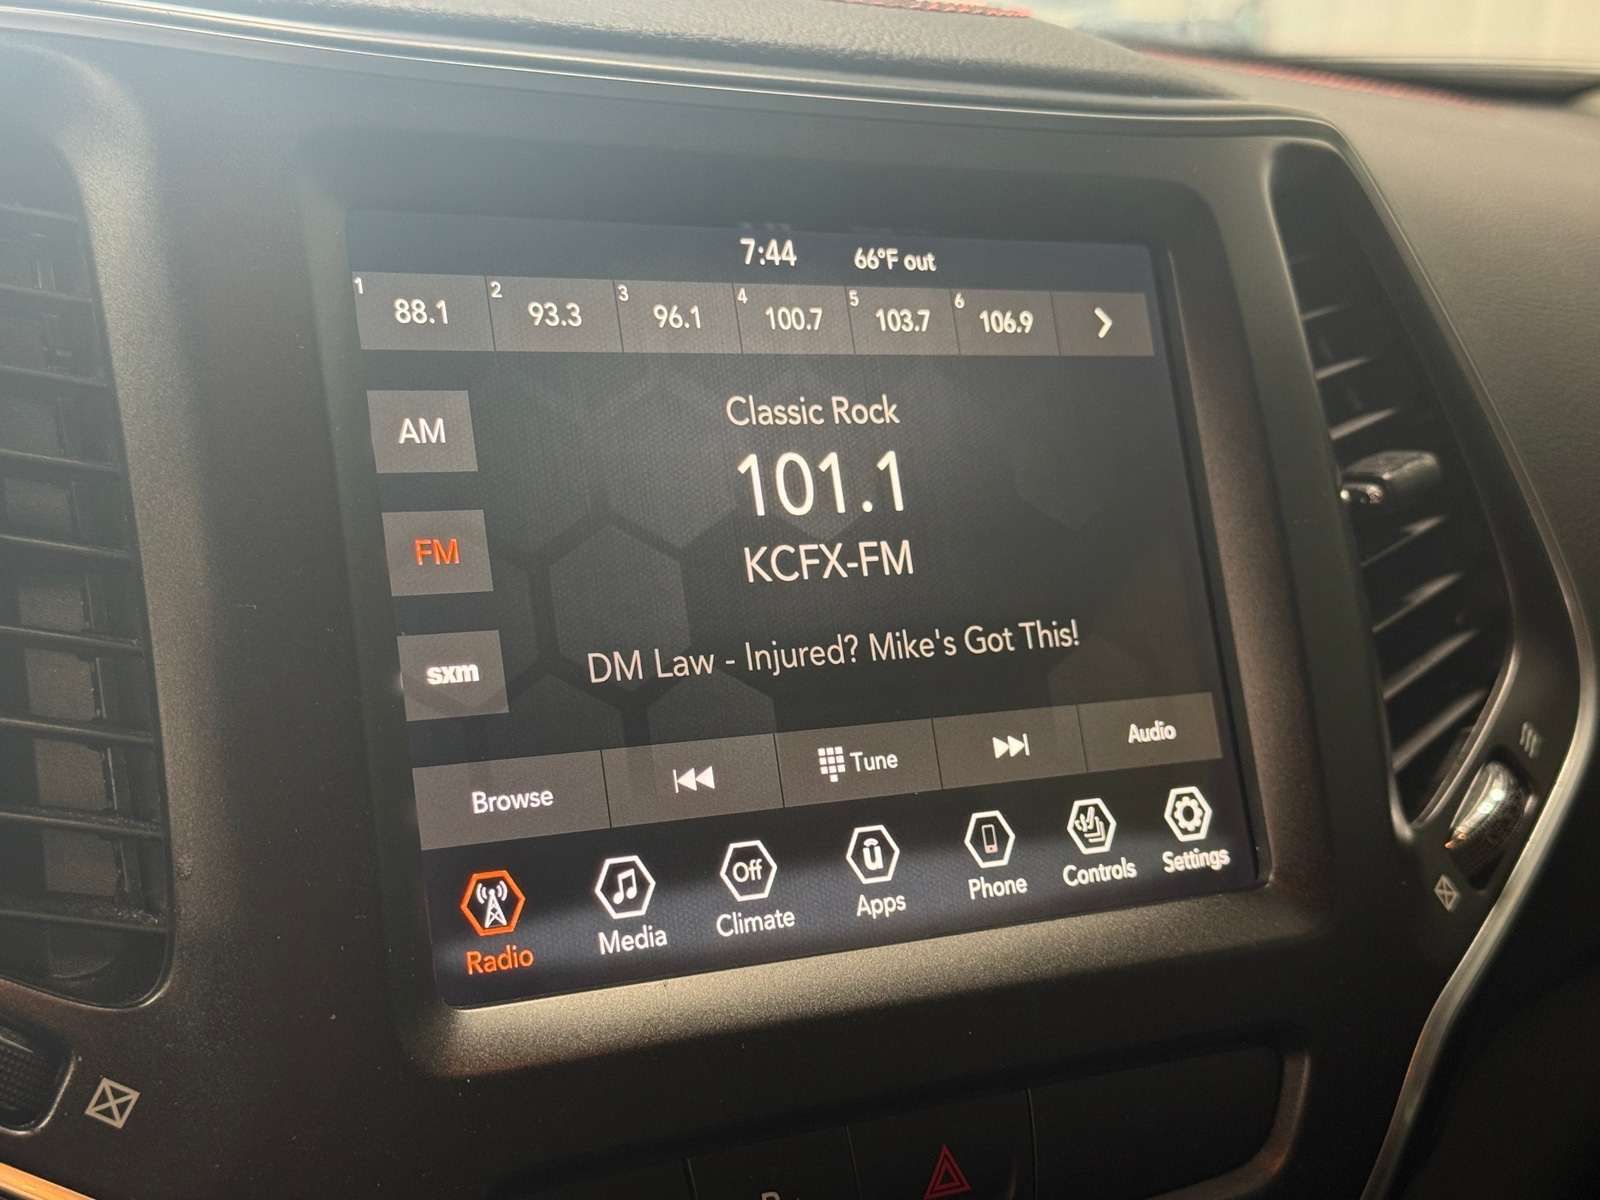 7:44 66°F out
1 88.1 2 93.3 3 96.1 4 100.7 5 103.7 6 106.9
AM
Classic Rock
101.1
FM
KCFX-FM
sxm
DM Law - Injured? Mike's Got This!
Browse Tune Audio
Off
Radio Media Climate Apps Phone Controls Settings